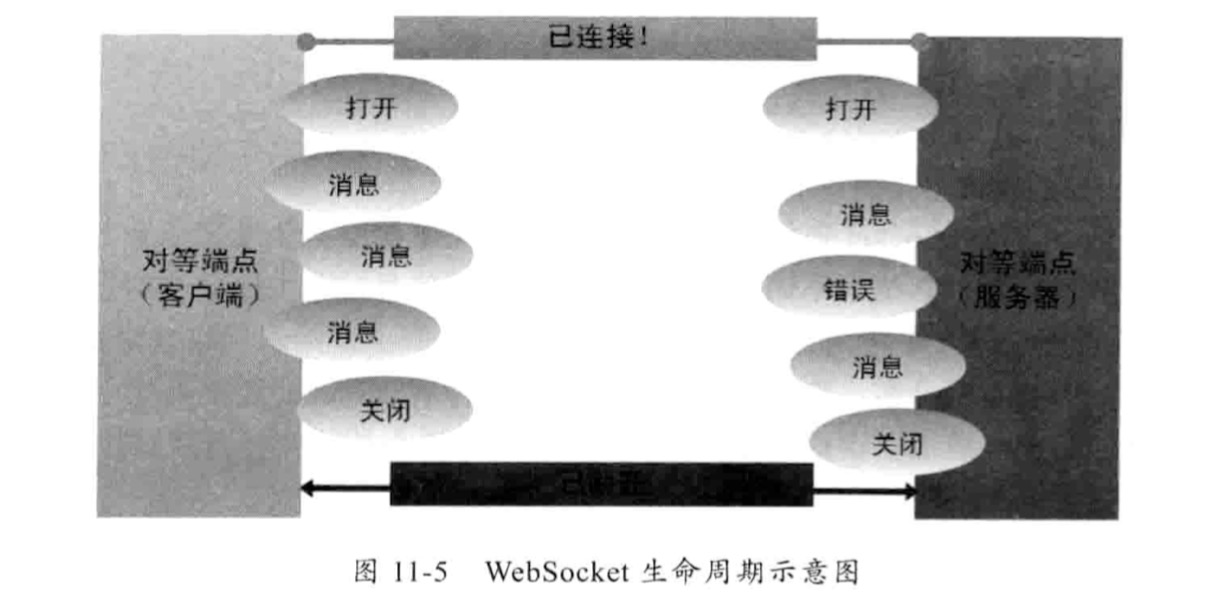 已连接！
打开
打开
消息
消息
消息
对等端点
（客户端）
对等端点
（服务器）
错误
消息
消息
关闭
关闭
图 11-5 WebSocket 生命周期示意图